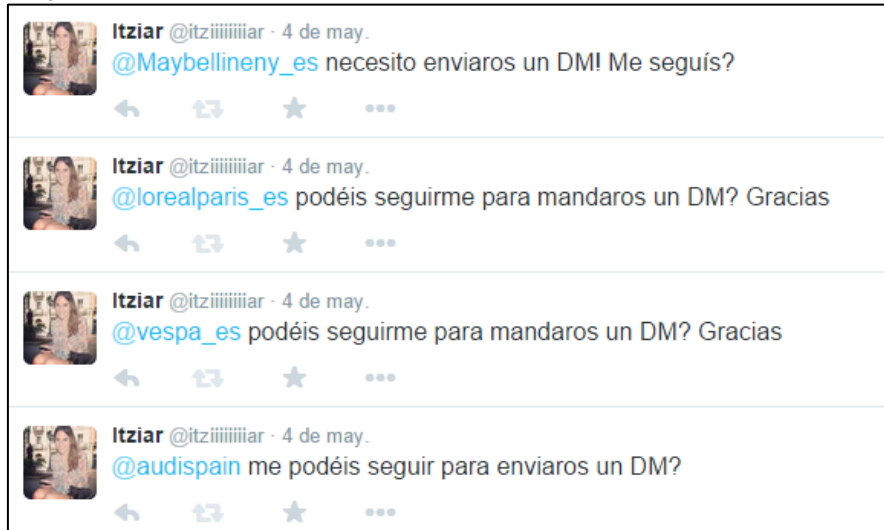 Itziar @itziiiiiiiiar · 4 de may.
@Maybellineny_es necesito enviaros un DM! Me seguís?
Itziar @itziiiiiiiiar · 4 de may.
@lorealparis_es podéis seguirme para mandaros un DM? Gracias
Itziar @itziiiiiiiiar · 4 de may.
@vespa_es podéis seguirme para mandaros un DM? Gracias
Itziar @itziiiiiiiiar · 4 de may.
@audispain me podéis seguir para enviaros un DM?